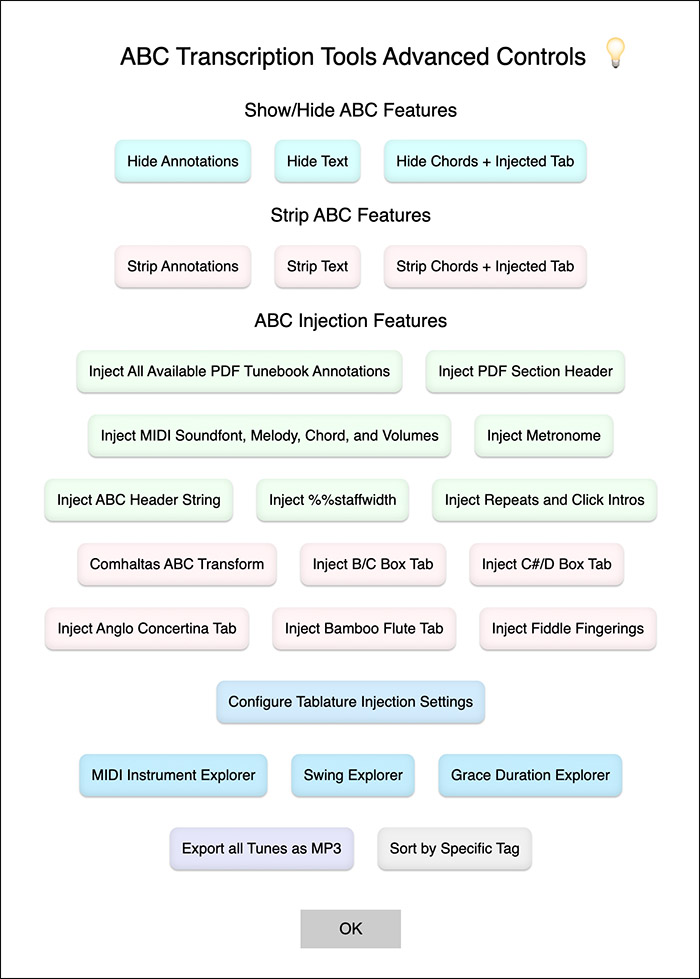 ABC Transcription Tools Advanced Controls
Show/Hide ABC Features
Hide Annotations Hide Text Hide Chords + Injected Tab
Strip ABC Features
Strip Annotations Strip Text Strip Chords + Injected Tab
ABC Injection Features
Inject All Available PDF Tunebook Annotations Inject PDF Section Header
Inject MIDI Soundfont, Melody, Chord, and Volumes Inject Metronome
Inject ABC Header String Inject %%staffwidth Inject Repeats and Click Intros
Comhaltas ABC Transform Inject B/C Box Tab Inject C#/D Box Tab
Inject Anglo Concertina Tab Inject Bamboo Flute Tab Inject Fiddle Fingerings
Configure Tablature Injection Settings
MIDI Instrument Explorer Swing Explorer Grace Duration Explorer
Export all Tunes as MP3 Sort by Specific Tag
OK